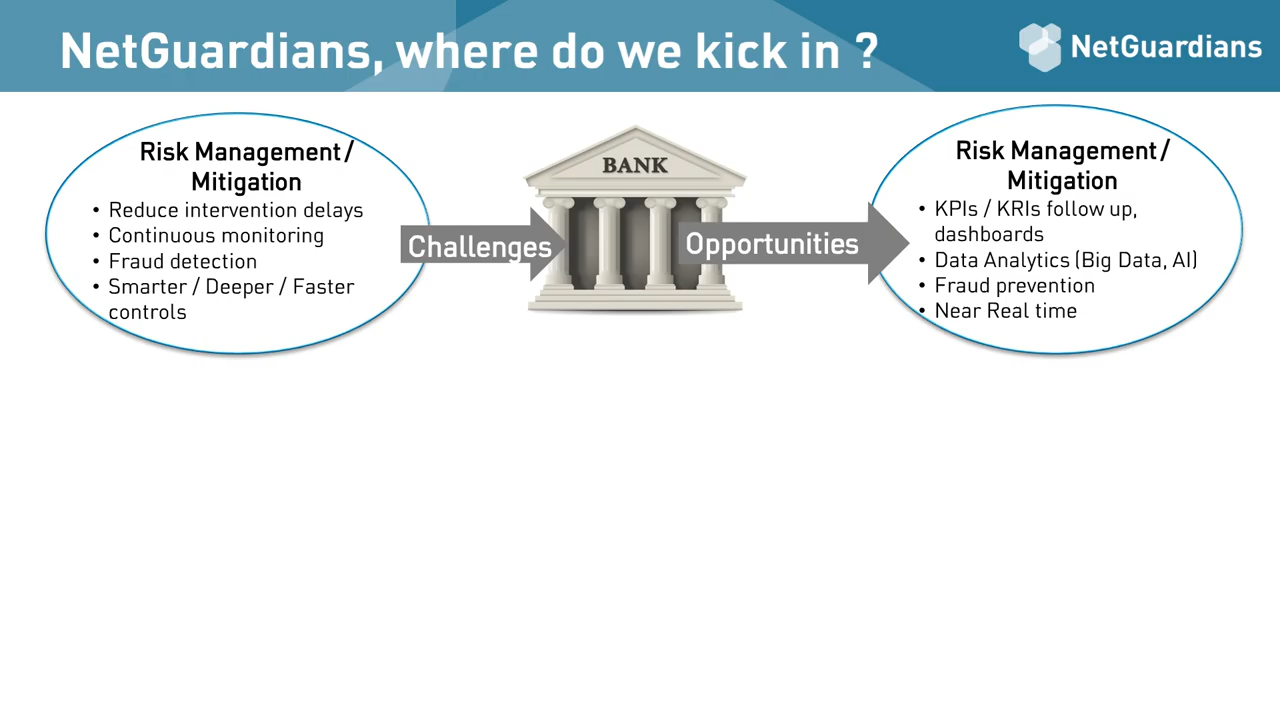 NetGuardians, where do we kick in ?
NetGuardians
Risk Management/
Mitigation
• Reduce intervention delays
• Continuous monitoring
• Fraud detection
• Smarter / Deeper / Faster
controls
Challenges
BANK
Opportunities
Risk Management/
Mitigation
• KPIs / KRIs follow up,
dashboards
• Data Analytics (Big Data, AI)
• Fraud prevention
• Near Real time